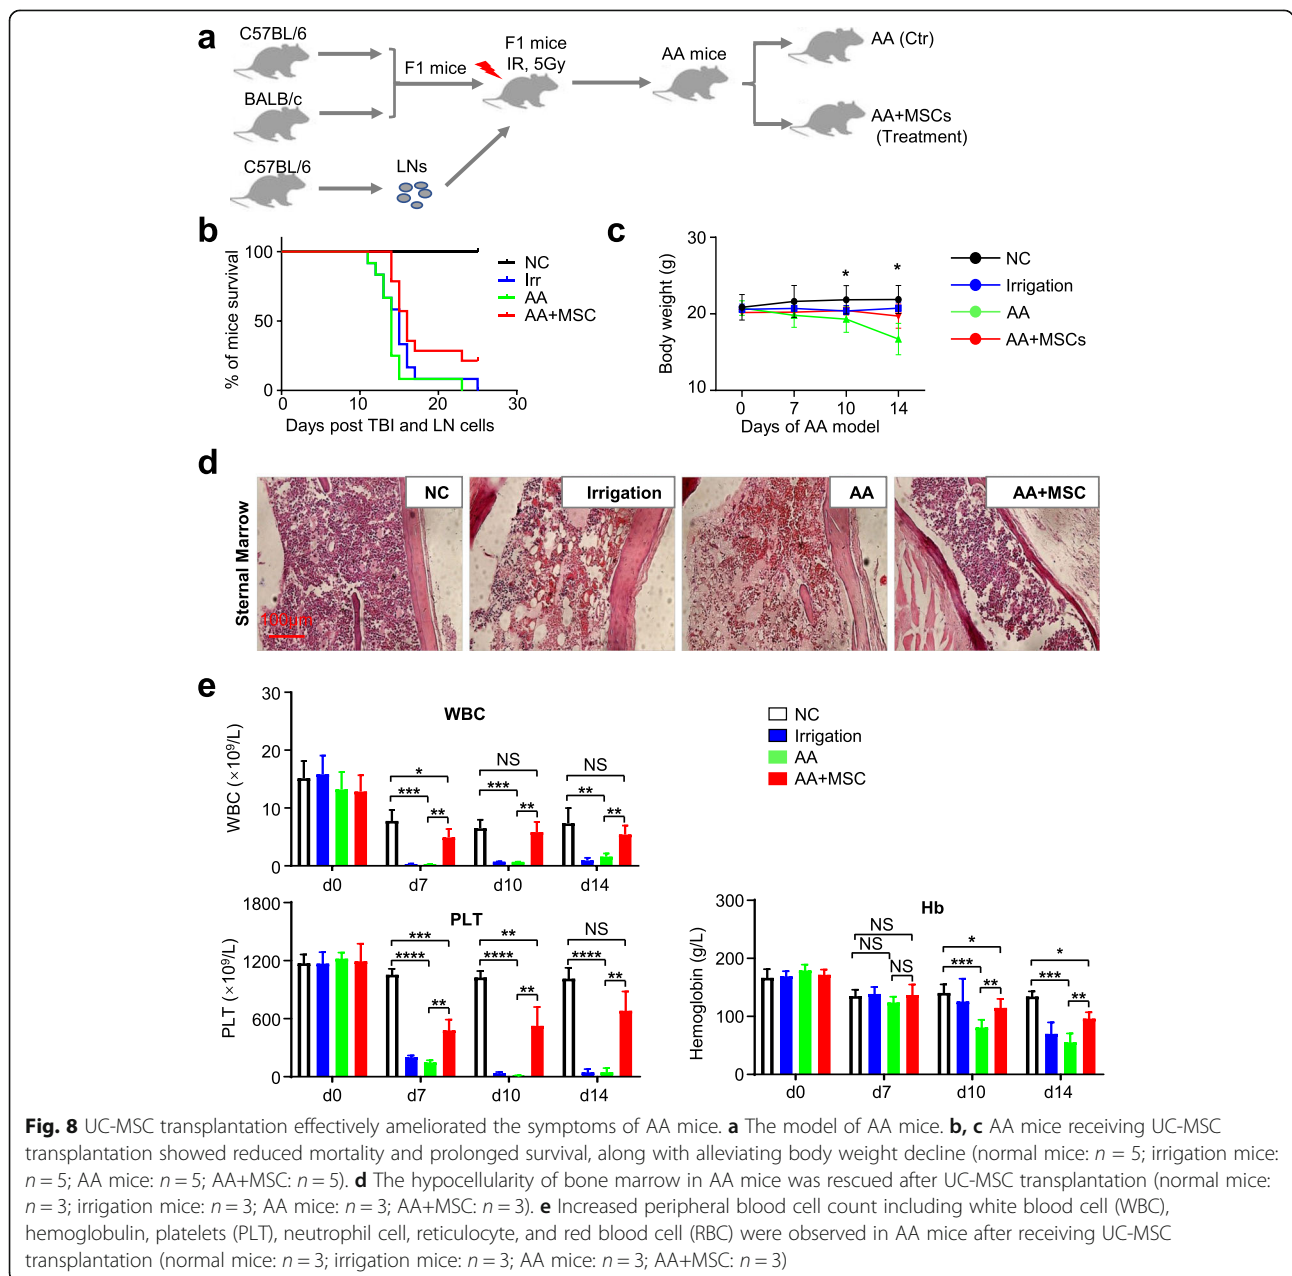 a
C57BL/6
BALB/c
C57BL/6
F1 mice
LNs
F1 mice
IR, 5Gy
AA mice
AA (Ctr)
AA+MSCs
(Treatment)
b
% of mice survival
100
50
0
0 10 20 30
Days post TBI and LN cells
NC
Irr
AA
AA+MSC
c
Body weight (g)
30
20
10
* *
0 7 10 14
Days of AA model
NC
Irrigation
AA
AA+MSCs
d
Sternal Marrow
NC
Irrigation
AA
AA+MSC
100μm
e
WBC
WBC (×10⁹/L)
30
20
10
0
* NS NS
*** *** **
** ** **
d0 d7 d10 d14
NC
Irrigation
AA
AA+MSC
PLT
PLT (×10⁹/L)
1800
1200
600
0
*** ** NS
**** **** ****
** ** **
d0 d7 d10 d14
Hb
Hemoglobin (g/L)
300
200
100
0
NS * *
NS *** ***
NS ** **
d0 d7 d10 d14
Fig. 8 UC-MSC transplantation effectively ameliorated the symptoms of AA mice. a The model of AA mice. b, c AA mice receiving UC-MSC
transplantation showed reduced mortality and prolonged survival, along with alleviating body weight decline (normal mice: n = 5; irrigation mice:
n = 5; AA mice: n = 5; AA+MSC: n = 5). d The hypocellularity of bone marrow in AA mice was rescued after UC-MSC transplantation (normal mice:
n = 3; irrigation mice: n = 3; AA mice: n = 3; AA+MSC: n = 3). e Increased peripheral blood cell count including white blood cell (WBC),
hemoglobulin, platelets (PLT), neutrophil cell, reticulocyte, and red blood cell (RBC) were observed in AA mice after receiving UC-MSC
transplantation (normal mice: n = 3; irrigation mice: n = 3; AA mice: n = 3; AA+MSC: n = 3)